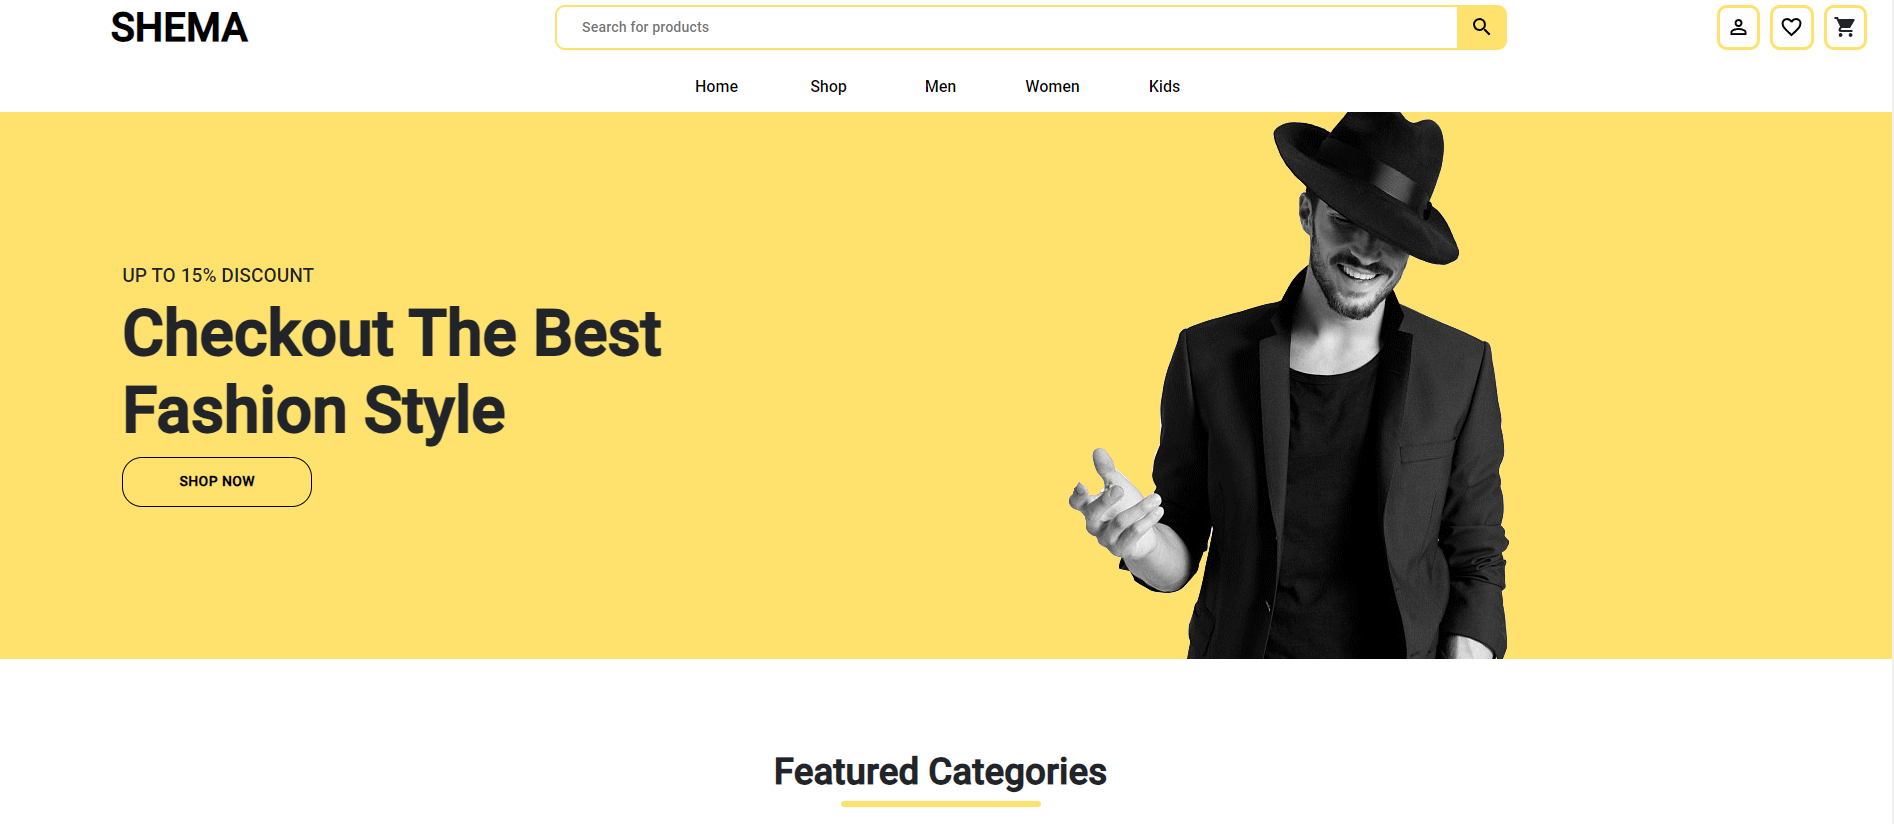 SHEMA
Search for products
Home Shop Men Women Kids
UP TO 15% DISCOUNT
Checkout The Best
Fashion Style
SHOP NOW
Featured Categories